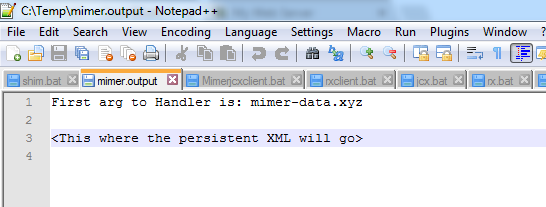 C:\Temp\mimer.output - Notepad++
File Edit Search View Encoding Language Settings Macro Run Plugins Window
shim.bat mimer.output Mimerjcxclient.bat rxclient.bat jcx.bat rx.bat
1 First arg to Handler is: mimer-data.xyz
2
3 <This where the persistent XML will go>
4